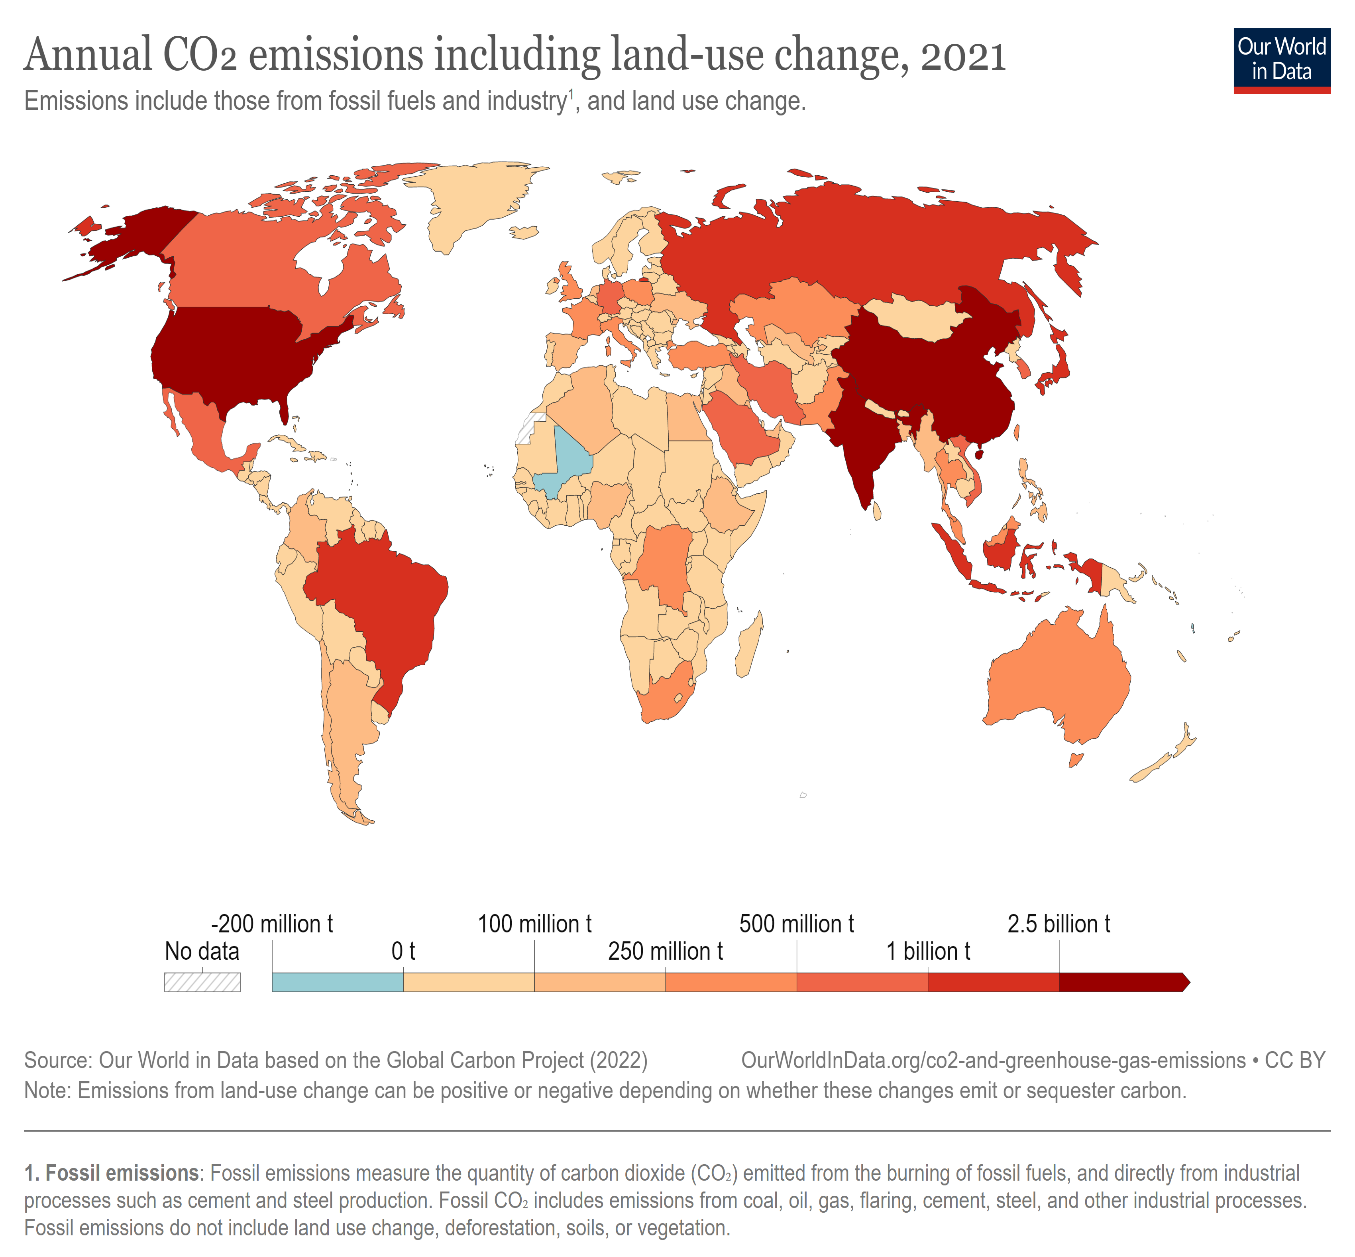 Annual CO₂ emissions including land-use change, 2021
Our World
in Data
Emissions include those from fossil fuels and industry¹, and land use change.
-200 million t
100 million t
500 million t
2.5 billion t
No data
0 t
250 million t
1 billion t
Source: Our World in Data based on the Global Carbon Project (2022)
OurWorldInData.org/co2-and-greenhouse-gas-emissions • CC BY
Note: Emissions from land-use change can be positive or negative depending on whether these changes emit or sequester carbon.
1. Fossil emissions: Fossil emissions measure the quantity of carbon dioxide (CO₂) emitted from the burning of fossil fuels, and directly from industrial
processes such as cement and steel production. Fossil CO₂ includes emissions from coal, oil, gas, flaring, cement, steel, and other industrial processes.
Fossil emissions do not include land use change, deforestation, soils, or vegetation.